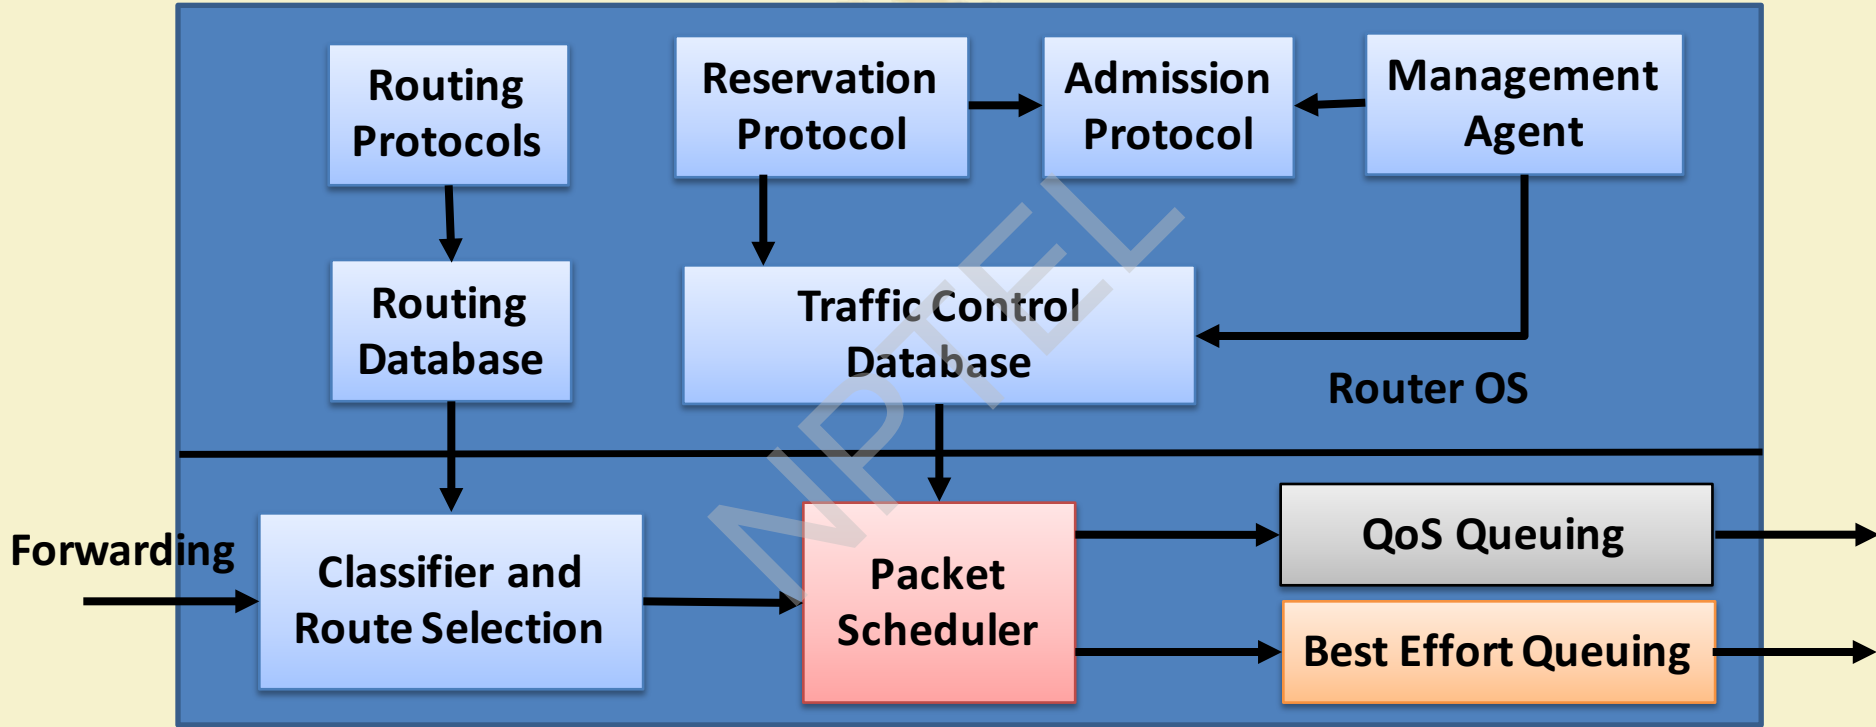 Routing
Protocols
Reservation
Protocol
Admission
Protocol
Management
Agent
Routing
Database
Traffic Control
Database
Router OS
NPTEL
Forwarding
Classifier and
Route Selection
Packet
Scheduler
QoS Queuing
Best Effort Queuing